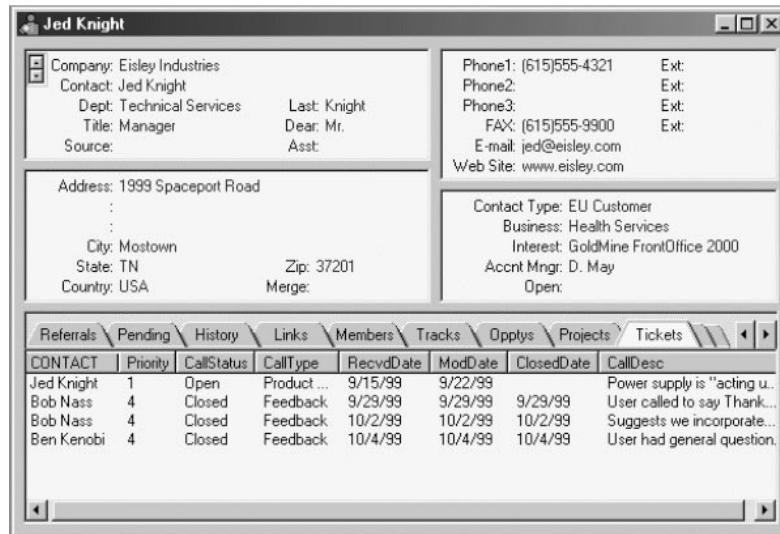 Jed Knight
Company: Eisley Industries
Contact: Jed Knight
Dept: Technical Services Last: Knight
Title: Manager Dear: Mr.
Source: Asst:
Phone1: (615)555-4321 Ext:
Phone2: Ext:
Phone3: Ext:
FAX: (615)555-9900 Ext:
E-mail: jed@eisley.com
Web Site: www.eisley.com
Address: 1999 Spaceport Road
:
:
City: Mostown
State: TN Zip: 37201
Country: USA Merge:
Contact Type: EU Customer
Business: Health Services
Interest: GoldMine FrontOffice 2000
Accnt Mngr: D. May
Open:
Referrals Pending History Links Members Tracks Opptys Projects Tickets
CONTACT Priority CallStatus CallType RecvdDate ModDate ClosedDate CallDesc
Jed Knight 1 Open Product ... 9/15/99 9/22/99 Power supply is "acting u..
Bob Nass 4 Closed Feedback 9/29/99 9/29/99 9/29/99 User called to say Thank...
Bob Nass 4 Closed Feedback 10/2/99 10/2/99 10/2/99 Suggests we incorporate...
Ben Kenobi 4 Closed Feedback 10/4/99 10/4/99 10/4/99 User had general question.